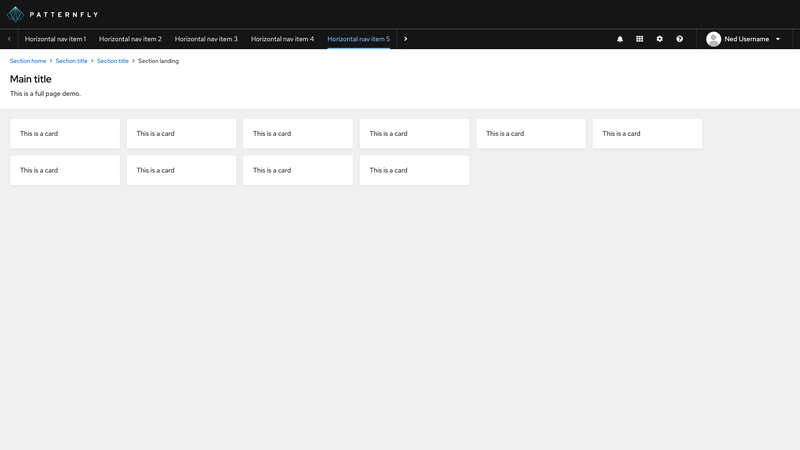 PATTERNFLY
Horizontal nav item 1 Horizontal nav item 2 Horizontal nav item 3 Horizontal nav item 4 Horizontal nav item 5 Ned Username
Section home > Section title > Section title > Section landing
Main title
This is a full page demo.
This is a card This is a card This is a card This is a card This is a card This is a card
This is a card This is a card This is a card This is a card